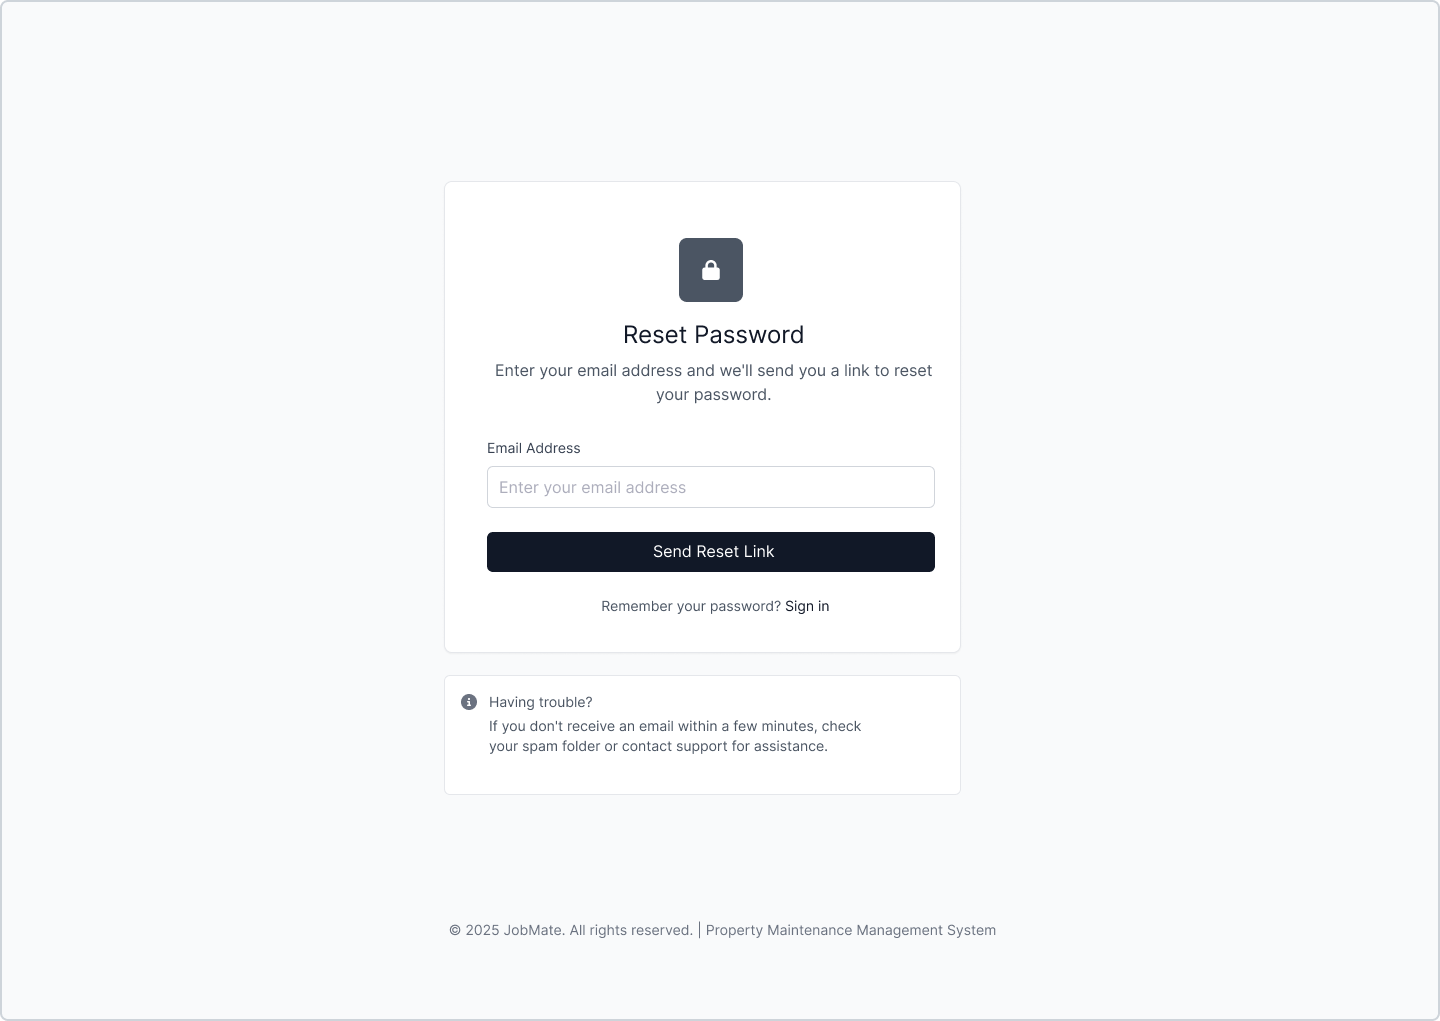 Reset Password
Enter your email address and we'll send you a link to reset
your password.
Email Address
Enter your email address
Send Reset Link
Remember your password? Sign in
Having trouble?
If you don't receive an email within a few minutes, check
your spam folder or contact support for assistance.
© 2025 JobMate. All rights reserved. | Property Maintenance Management System